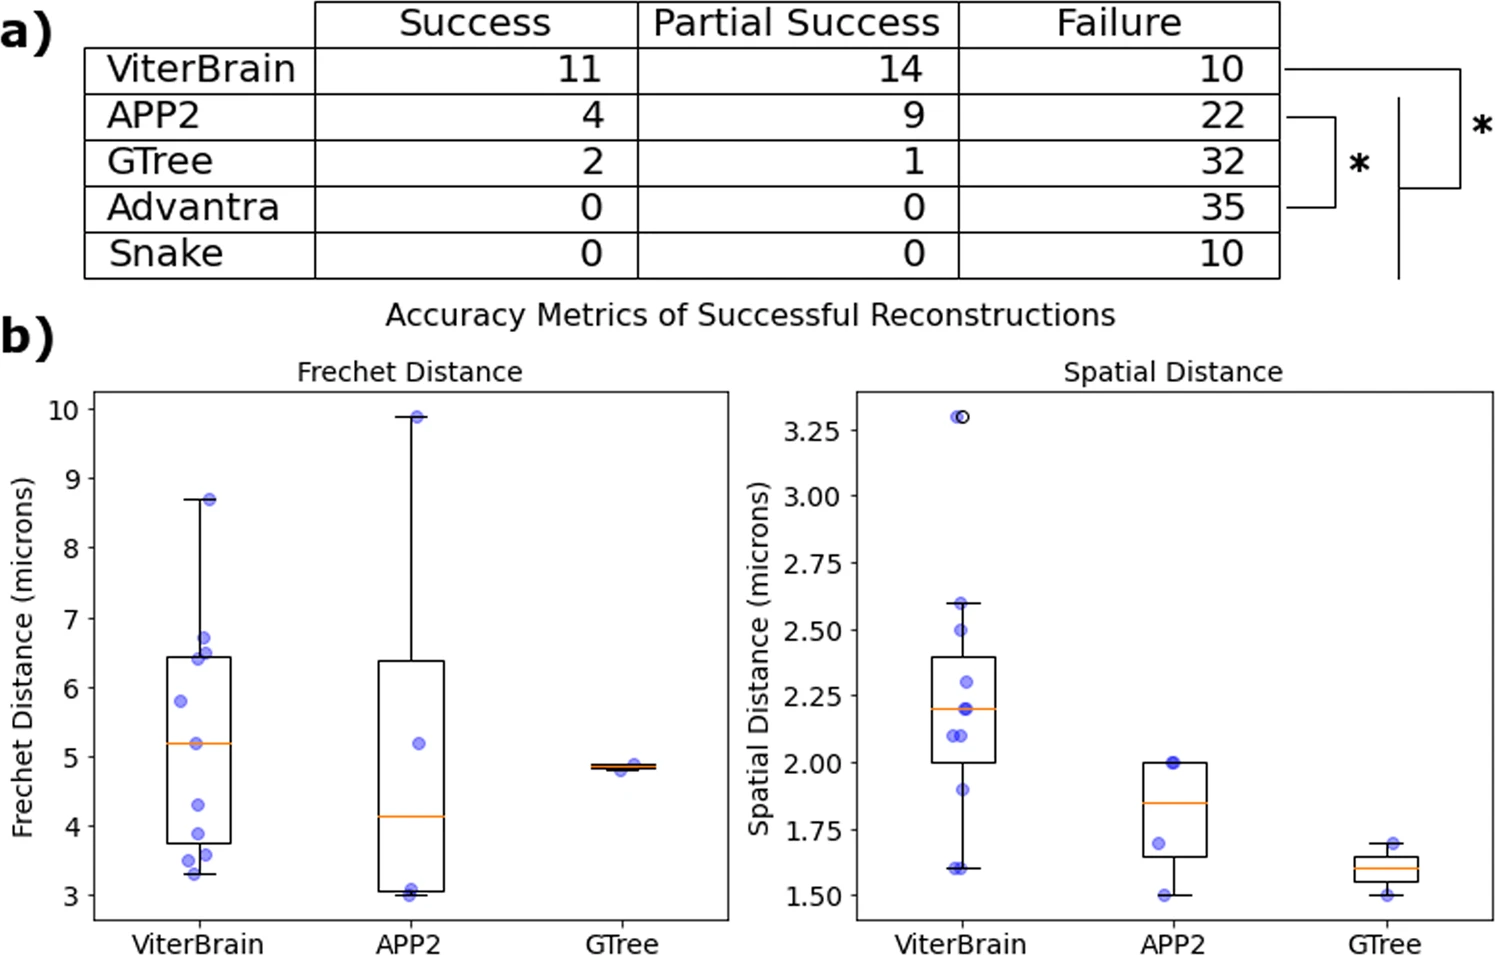 a)
Success Partial Success Failure
ViterBrain 11 14 10
APP2 4 9 22
GTree 2 1 32
Advantra 0 0 35
Snake 0 0 10
*
*
b)
Accuracy Metrics of Successful Reconstructions
Frechet Distance
Frechet Distance (microns)
10
9
8
7
6
5
4
3
ViterBrain APP2 GTree
Spatial Distance
Spatial Distance (microns)
3.25
3.00
2.75
2.50
2.25
2.00
1.75
1.50
ViterBrain APP2 GTree